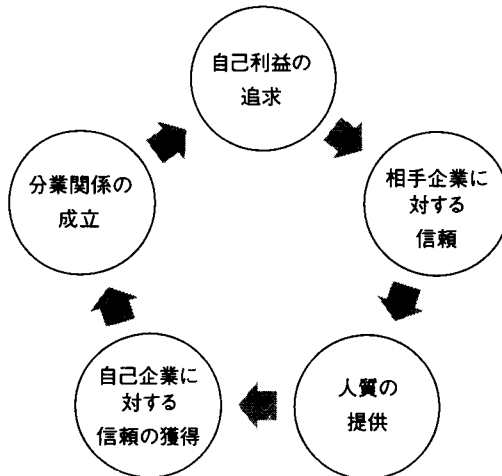 自己利益の
追求
相手企業に
対する
信頼
人質の
提供
自己企業に
対する
信頼の獲得
分業関係の
成立